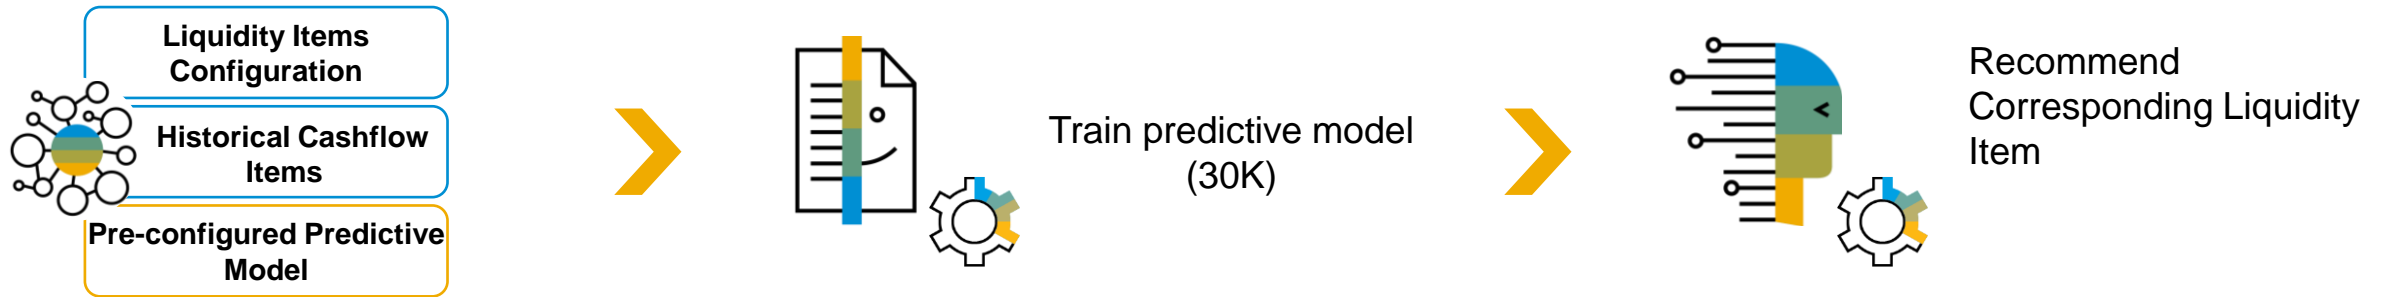 Liquidity Items
Configuration
Historical Cashflow
Items
Pre-configured Predictive
Model
Train predictive model
(30K)
Recommend
Corresponding Liquidity
Item